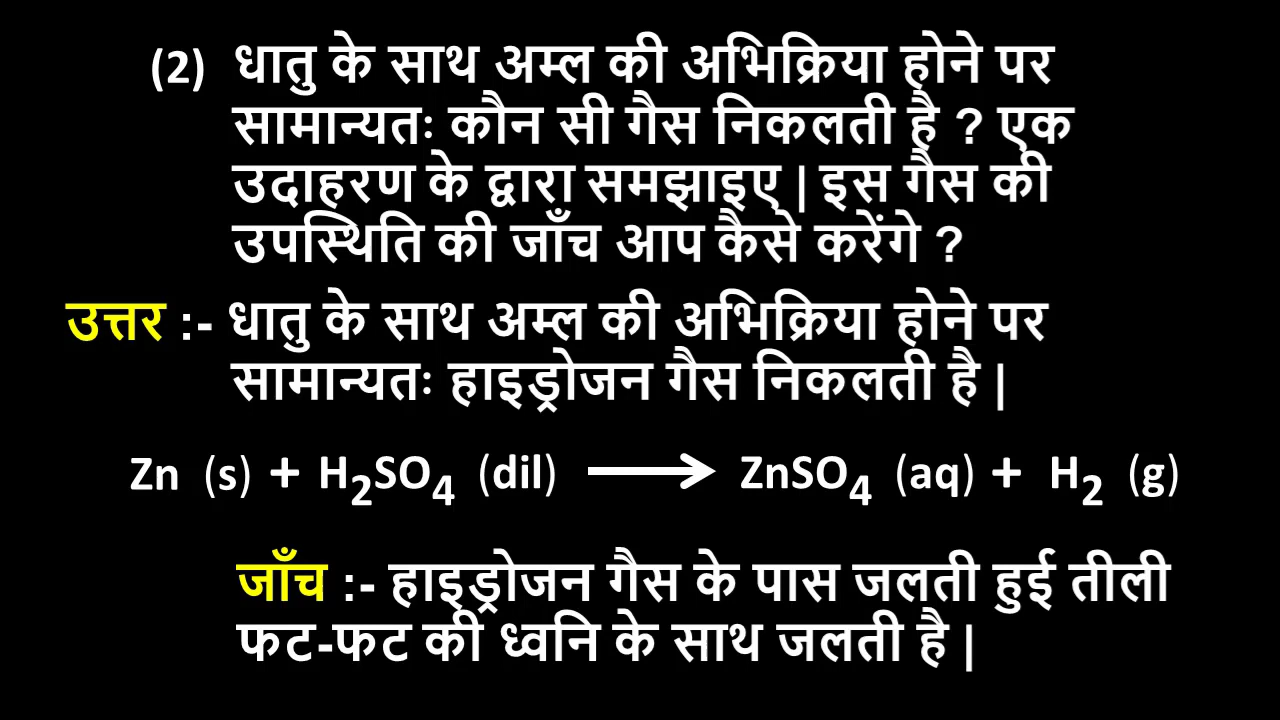 (2) धातु के साथ अम्ल की अभिक्रिया होने पर
सामान्यतः कौन सी गैस निकलती है ? एक
उदाहरण के द्वारा समझाइए | इस गैस की
उपस्थिति की जाँच आप कैसे करेंगे ?
उत्तर :- धातु के साथ अम्ल की अभिक्रिया होने पर
सामान्यतः हाइड्रोजन गैस निकलती है |
Zn (s) + H₂SO₄ (dil) ⟶ ZnSO₄ (aq) + H₂ (g)
जाँच :- हाइड्रोजन गैस के पास जलती हुई तीली
फट-फट की ध्वनि के साथ जलती है |